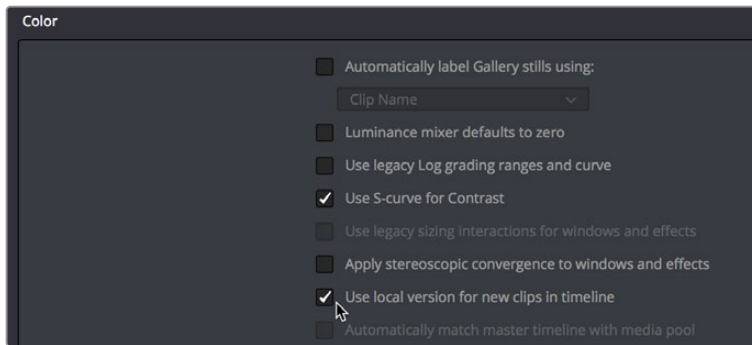 Color
Automatically label Gallery stills using:
Clip Name
Luminance mixer defaults to zero
Use legacy Log grading ranges and curve
Use S-curve for Contrast
Use legacy sizing interactions for windows and effects
Apply stereoscopic convergence to windows and effects
Use local version for new clips in timeline
Automatically match master timeline with media pool